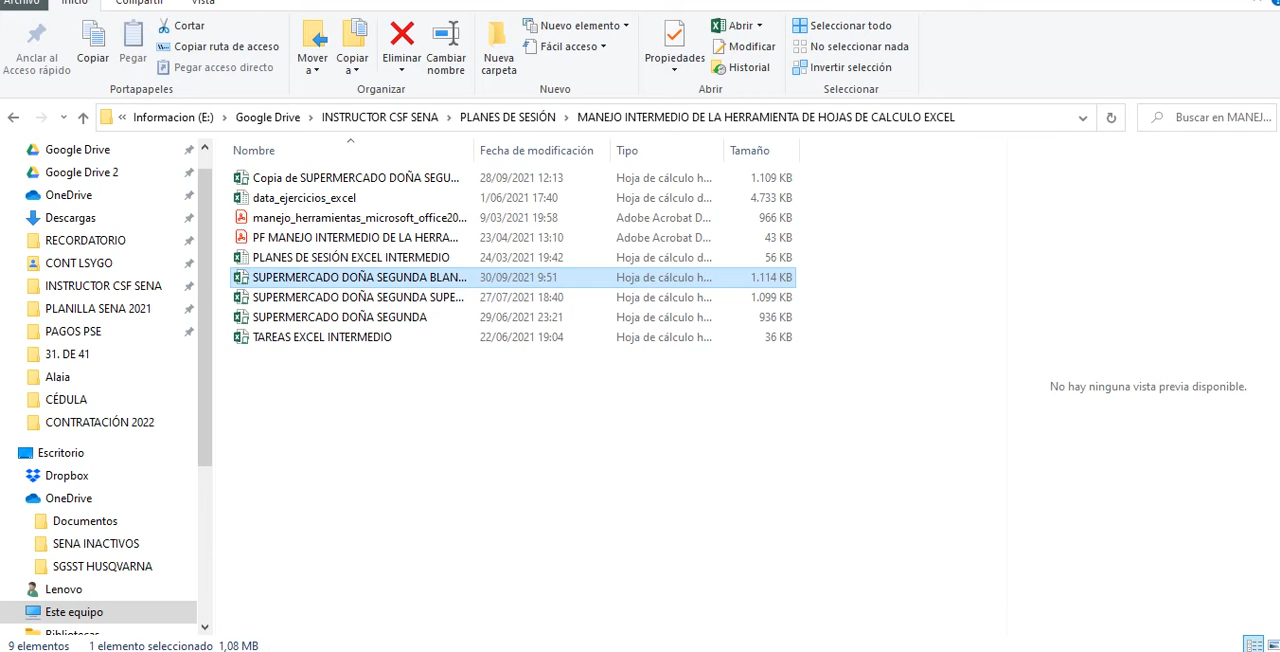 Archivo Inicio Compartir Vista
Anclar al Acceso rápido
Copiar
Pegar
Cortar
Copiar ruta de acceso
Pegar acceso directo
Portapapeles
Mover a
Copiar a
Eliminar
Cambiar nombre
Organizar
Nueva carpeta
Nuevo elemento
Fácil acceso
Nuevo
Propiedades
Abrir
Modificar
Historial
Abrir
Seleccionar todo
No seleccionar nada
Invertir selección
Seleccionar
« Informacion (E:) › Google Drive › INSTRUCTOR CSF SENA › PLANES DE SESIÓN › MANEJO INTERMEDIO DE LA HERRAMIENTA DE HOJAS DE CALCULO EXCEL
Buscar en MANEJ...
Google Drive
Google Drive 2
OneDrive
Descargas
RECORDATORIO
CONT LSYGO
INSTRUCTOR CSF SENA
PLANILLA SENA 2021
PAGOS PSE
31. DE 41
Alaia
CÉDULA
CONTRATACIÓN 2022
Escritorio
Dropbox
OneDrive
Documentos
SENA INACTIVOS
SGSST HUSQVARNA
Lenovo
Este equipo
Bibliotecas
Nombre Fecha de modificación Tipo Tamaño
Copia de SUPERMERCADO DOÑA SEGU... 28/09/2021 12:13 Hoja de cálculo h... 1.109 KB
data_ejercicios_excel 1/06/2021 17:40 Hoja de cálculo d... 4.733 KB
manejo_herramientas_microsoft_office20... 9/03/2021 19:58 Adobe Acrobat D... 966 KB
PF MANEJO INTERMEDIO DE LA HERRA... 23/04/2021 13:10 Adobe Acrobat D... 43 KB
PLANES DE SESIÓN EXCEL INTERMEDIO 24/03/2021 19:42 Hoja de cálculo d... 56 KB
SUPERMERCADO DOÑA SEGUNDA BLAN... 30/09/2021 9:51 Hoja de cálculo h... 1.114 KB
SUPERMERCADO DOÑA SEGUNDA SUPE... 27/07/2021 18:40 Hoja de cálculo h... 1.099 KB
SUPERMERCADO DOÑA SEGUNDA 29/06/2021 23:21 Hoja de cálculo h... 936 KB
TAREAS EXCEL INTERMEDIO 22/06/2021 19:04 Hoja de cálculo h... 36 KB
No hay ninguna vista previa disponible.
9 elementos 1 elemento seleccionado 1,08 MB